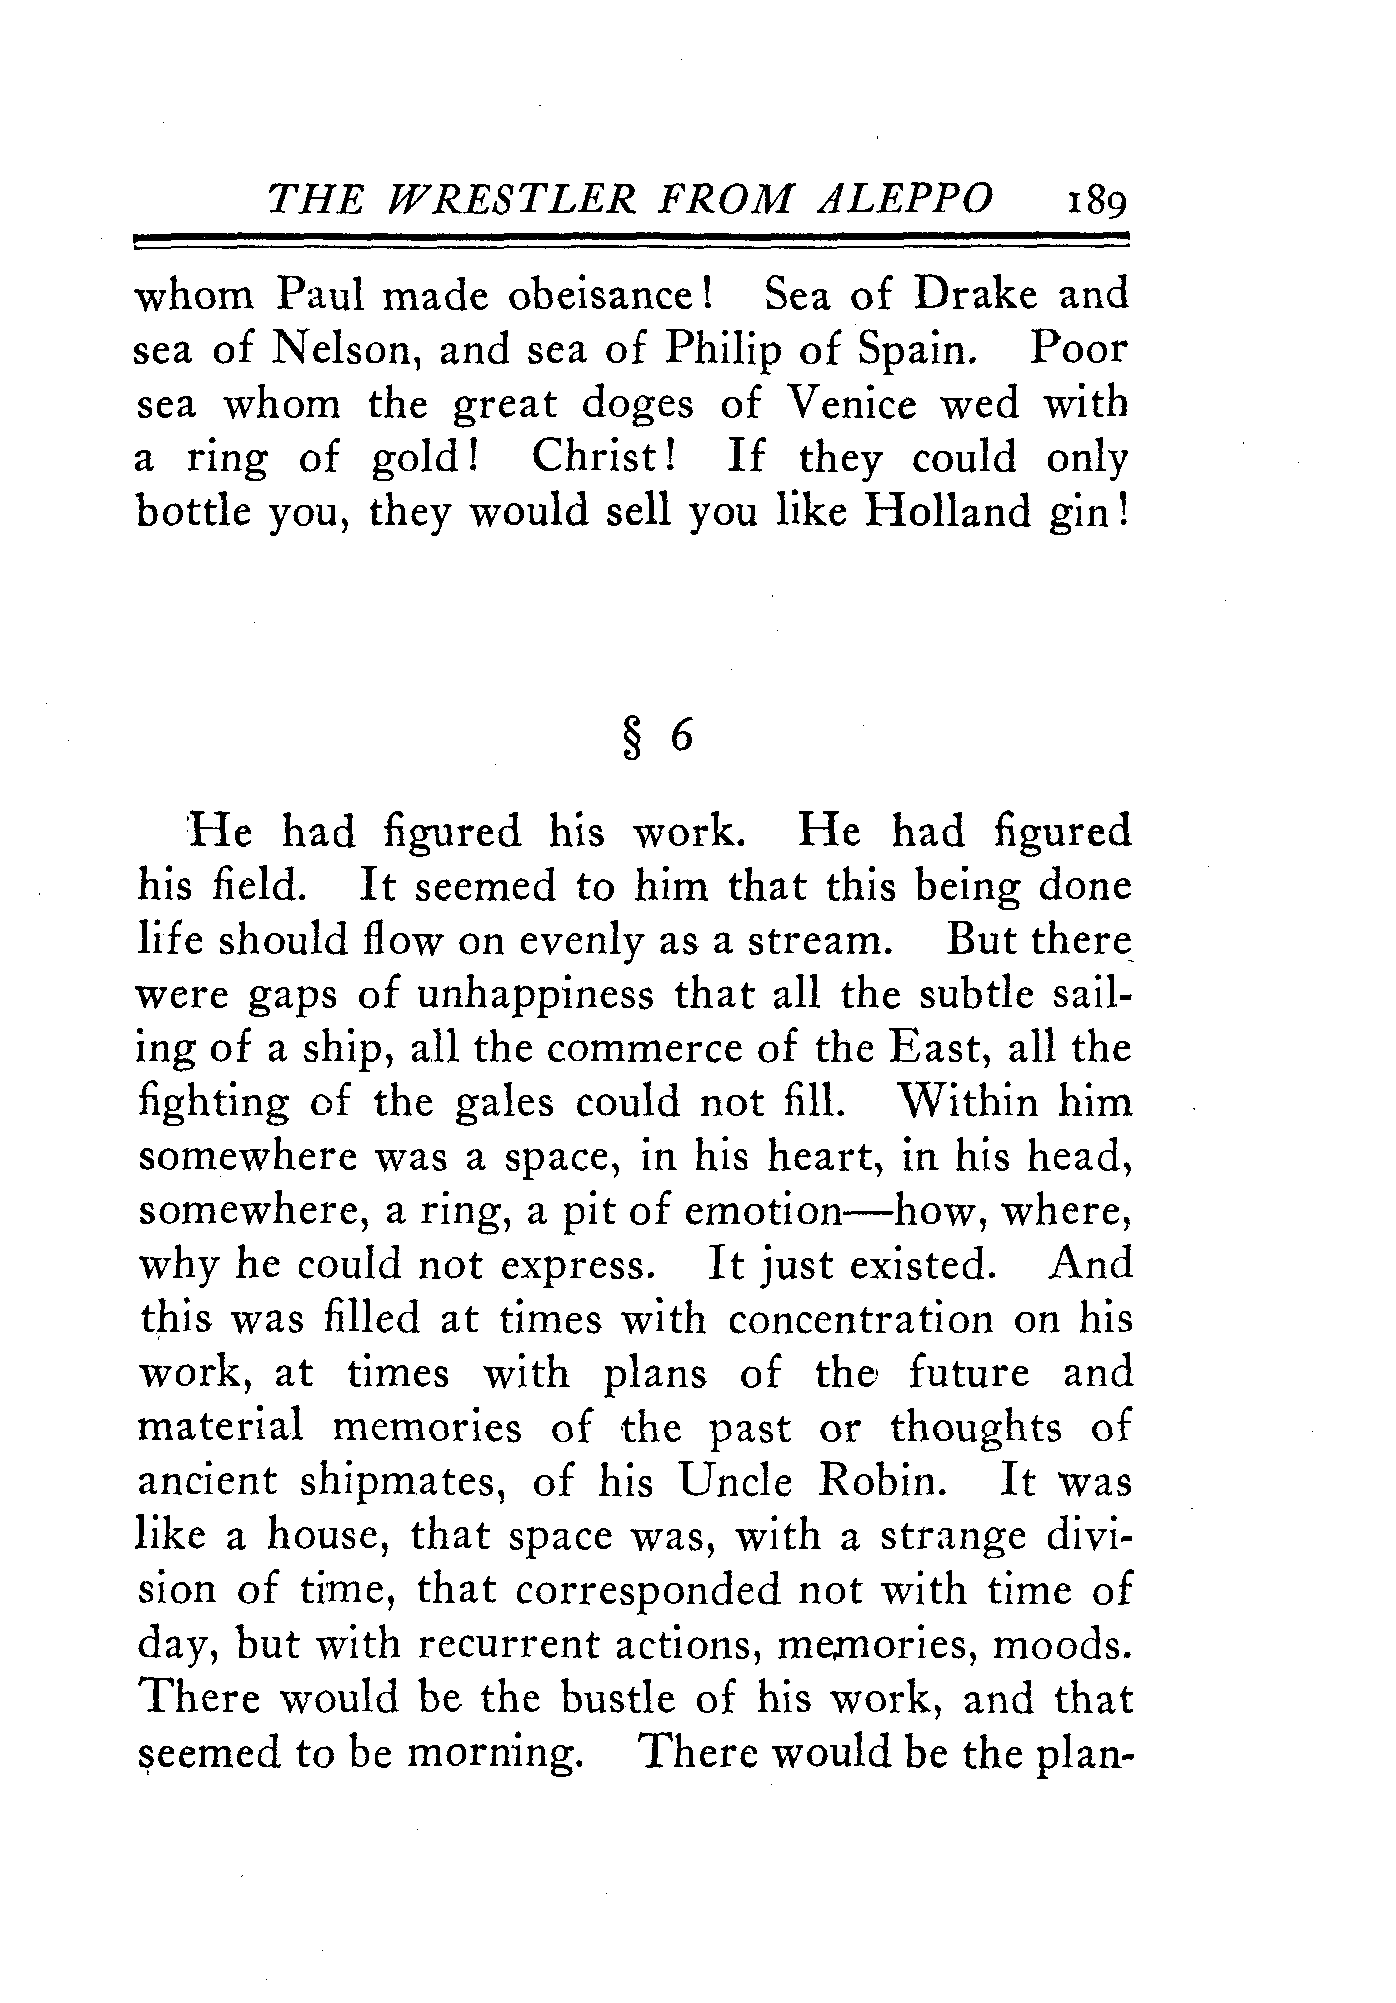 THE WRESTLER FROM ALEPPO 189
whom Paul made obeisance! Sea of Drake and
sea of Nelson, and sea of Philip of Spain. Poor
sea whom the great doges of Venice wed with
a ring of gold! Christ! If they could only
bottle you, they would sell you like Holland gin!
§ 6
He had figured his work. He had figured
his field. It seemed to him that this being done
life should flow on evenly as a stream. But there
were gaps of unhappiness that all the subtle sail-
ing of a ship, all the commerce of the East, all the
fighting of the gales could not fill. Within him
somewhere was a space, in his heart, in his head,
somewhere, a ring, a pit of emotion—how, where,
why he could not express. It just existed. And
this was filled at times with concentration on his
work, at times with plans of the future and
material memories of the past or thoughts of
ancient shipmates, of his Uncle Robin. It was
like a house, that space was, with a strange divi-
sion of time, that corresponded not with time of
day, but with recurrent actions, memories, moods.
There would be the bustle of his work, and that
seemed to be morning. There would be the plan-